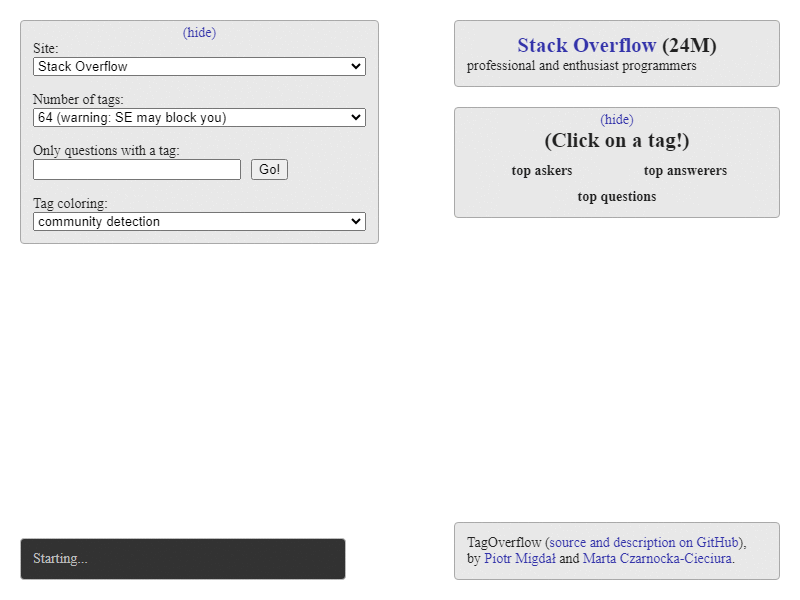 (hide)
Site:
Stack Overflow
Number of tags:
64 (warning: SE may block you)
Only questions with a tag:
Go!
Tag coloring:
community detection
Stack Overflow (24M)
professional and enthusiast programmers
(hide)
(Click on a tag!)
top askers
top answerers
top questions
Starting...
TagOverflow (source and description on GitHub),
by Piotr Migdał and Marta Czarnocka-Cieciura.